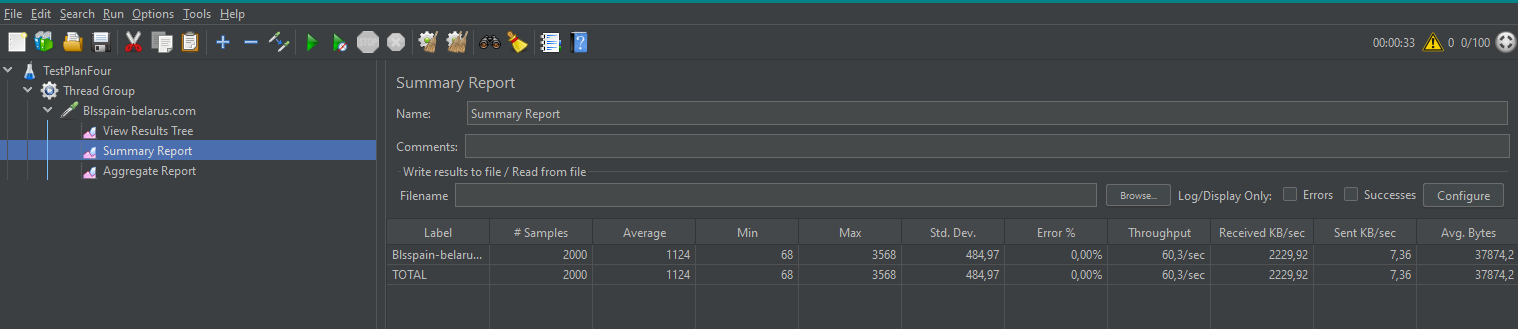 File Edit Search Run Options Tools Help
00:00:33 0 0/100
TestPlanFour
Thread Group
Blsspain-belarus.com
View Results Tree
Summary Report
Aggregate Report
Summary Report
Name: Summary Report
Comments:
Write results to file / Read from file
Filename Browse... Log/Display Only: Errors Successes Configure
Label # Samples Average Min Max Std. Dev. Error % Throughput Received KB/sec Sent KB/sec Avg. Bytes
Blsspain-belaru... 2000 1124 68 3568 484,97 0,00% 60,3/sec 2229,92 7,36 37874,2
TOTAL 2000 1124 68 3568 484,97 0,00% 60,3/sec 2229,92 7,36 37874,2